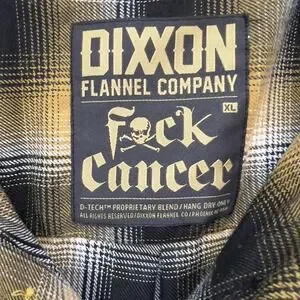 DIXXON
FLANNEL COMPANY
XL
F☠ck
Cancer
D-TECH™ PROPRIETARY BLEND/HANG DRY ONLY
ALL RIGHTS RESERVED/DIXXON FLANNEL CO/PHOENIX, AZ